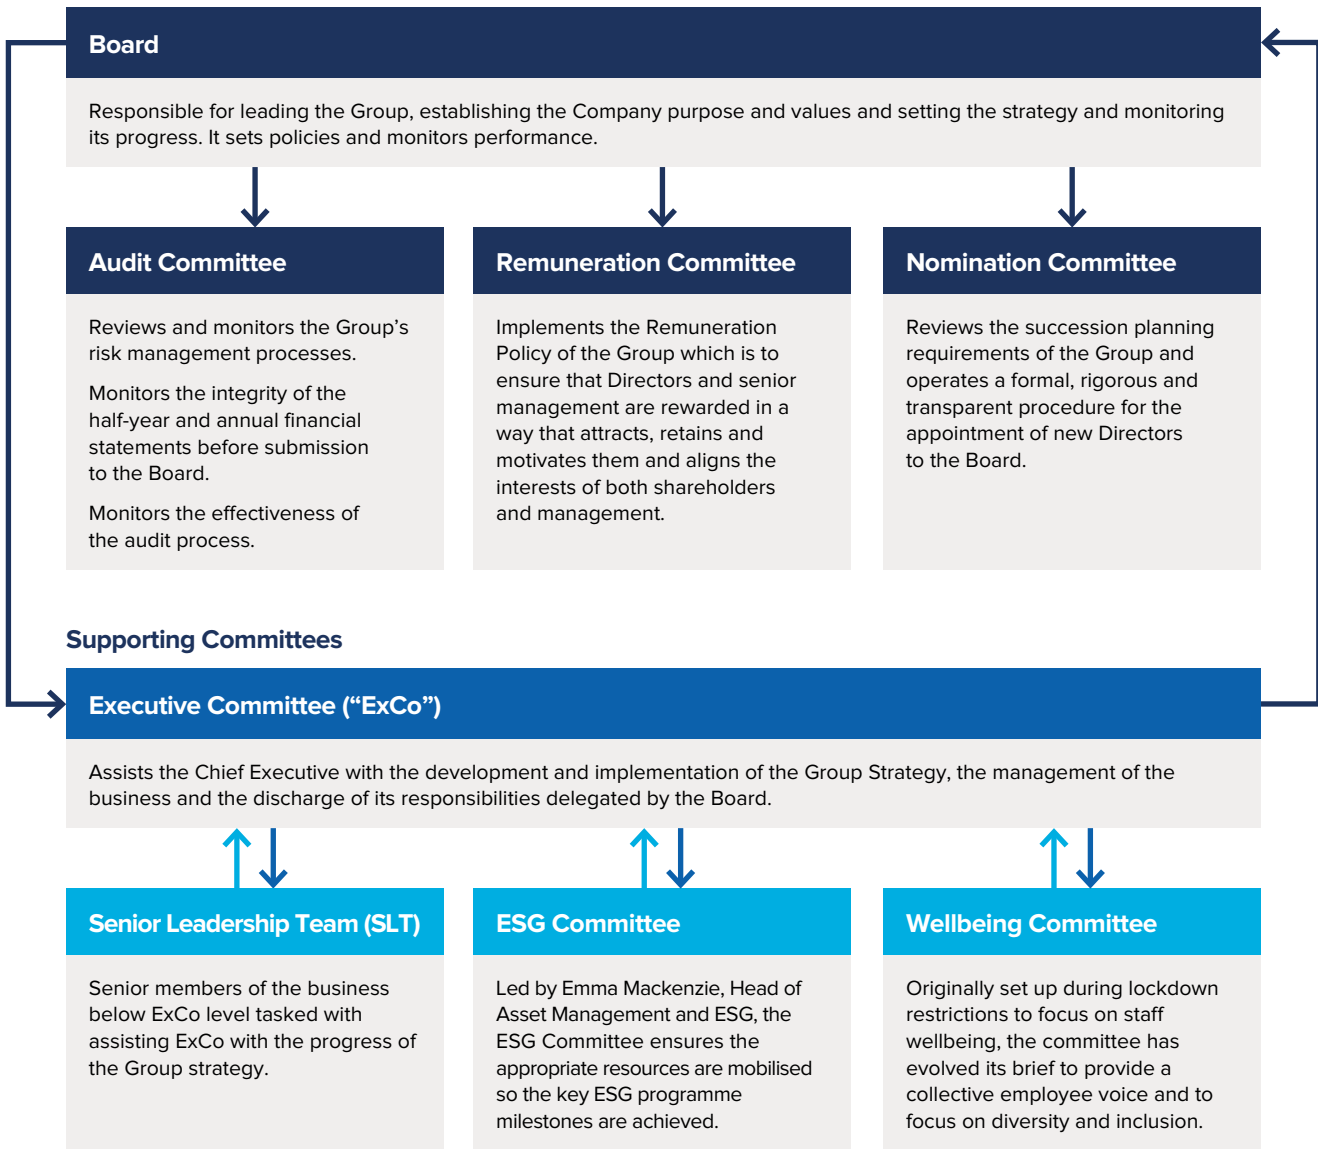 Board
Responsible for leading the Group, establishing the Company purpose and values and setting the strategy and monitoring
its progress. It sets policies and monitors performance.
Audit Committee
Reviews and monitors the Group’s
risk management processes.
Monitors the integrity of the
half-year and annual financial
statements before submission
to the Board.
Monitors the effectiveness of
the audit process.
Remuneration Committee
Implements the Remuneration
Policy of the Group which is to
ensure that Directors and senior
management are rewarded in a
way that attracts, retains and
motivates them and aligns the
interests of both shareholders
and management.
Nomination Committee
Reviews the succession planning
requirements of the Group and
operates a formal, rigorous and
transparent procedure for the
appointment of new Directors
to the Board.
Supporting Committees
Executive Committee (“ExCo”)
Assists the Chief Executive with the development and implementation of the Group Strategy, the management of the
business and the discharge of its responsibilities delegated by the Board.
Senior Leadership Team (SLT)
Senior members of the business
below ExCo level tasked with
assisting ExCo with the progress of
the Group strategy.
ESG Committee
Led by Emma Mackenzie, Head of
Asset Management and ESG, the
ESG Committee ensures the
appropriate resources are mobilised
so the key ESG programme
milestones are achieved.
Wellbeing Committee
Originally set up during lockdown
restrictions to focus on staff
wellbeing, the committee has
evolved its brief to provide a
collective employee voice and to
focus on diversity and inclusion.